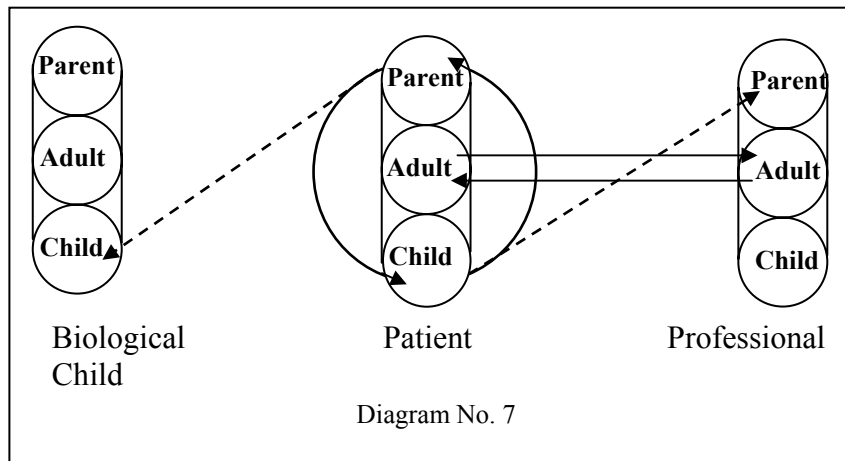 Parent
Adult
Child
Biological
Child
Parent
Adult
Child
Patient
Parent
Adult
Child
Professional
Diagram No. 7